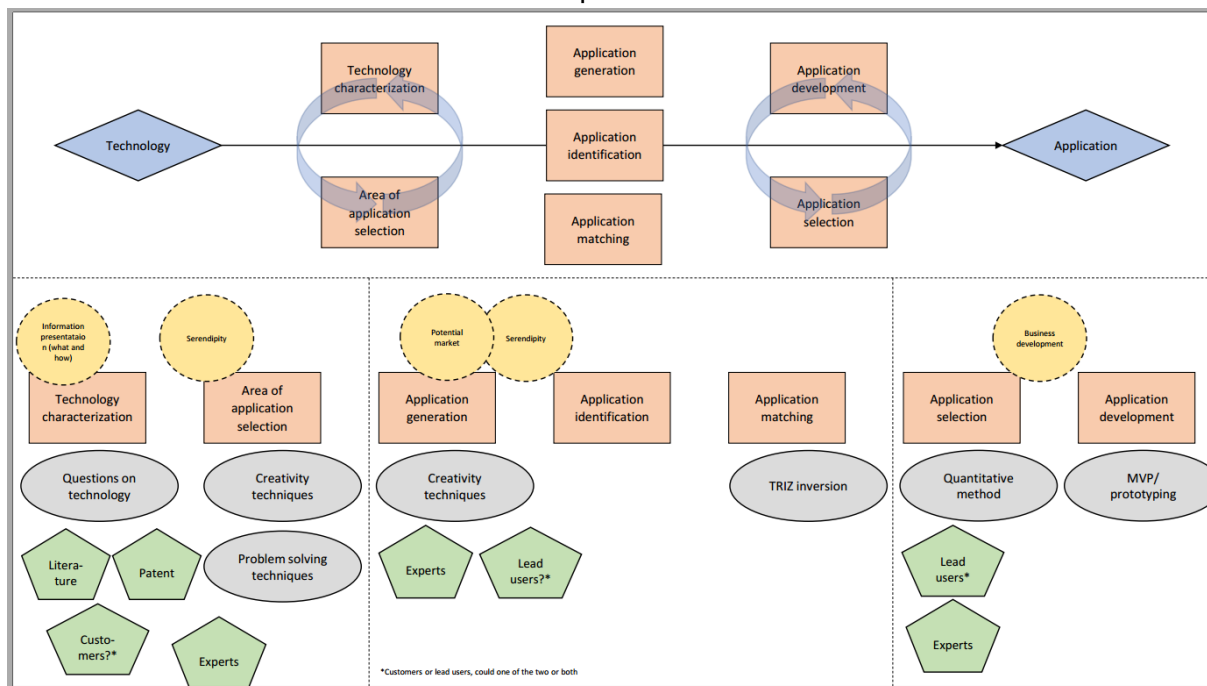 Application
generation
Technology
characterization
Application
development
Technology
Application
identification
Application
Area of
application
selection
Application
selection
Application
matching
Information
presentataio
n (what and
how)
Serendipity
Potential
market
Serendipity
Business
development
Technology
characterization
Area of
application
selection
Application
generation
Application
identification
Application
matching
Application
selection
Application
development
Questions on
technology
Creativity
techniques
Creativity
techniques
TRIZ inversion
Quantitative
method
MVP/
prototyping
Litera-
ture
Patent
Problem solving
techniques
Experts
Lead
users?*
Lead
users*
Custo-
mers?*
Experts
Experts
*Customers or lead users, could one of the two or both